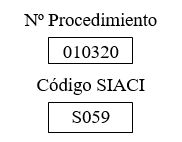 Nº Procedimiento
010320
Código SIACI
S059